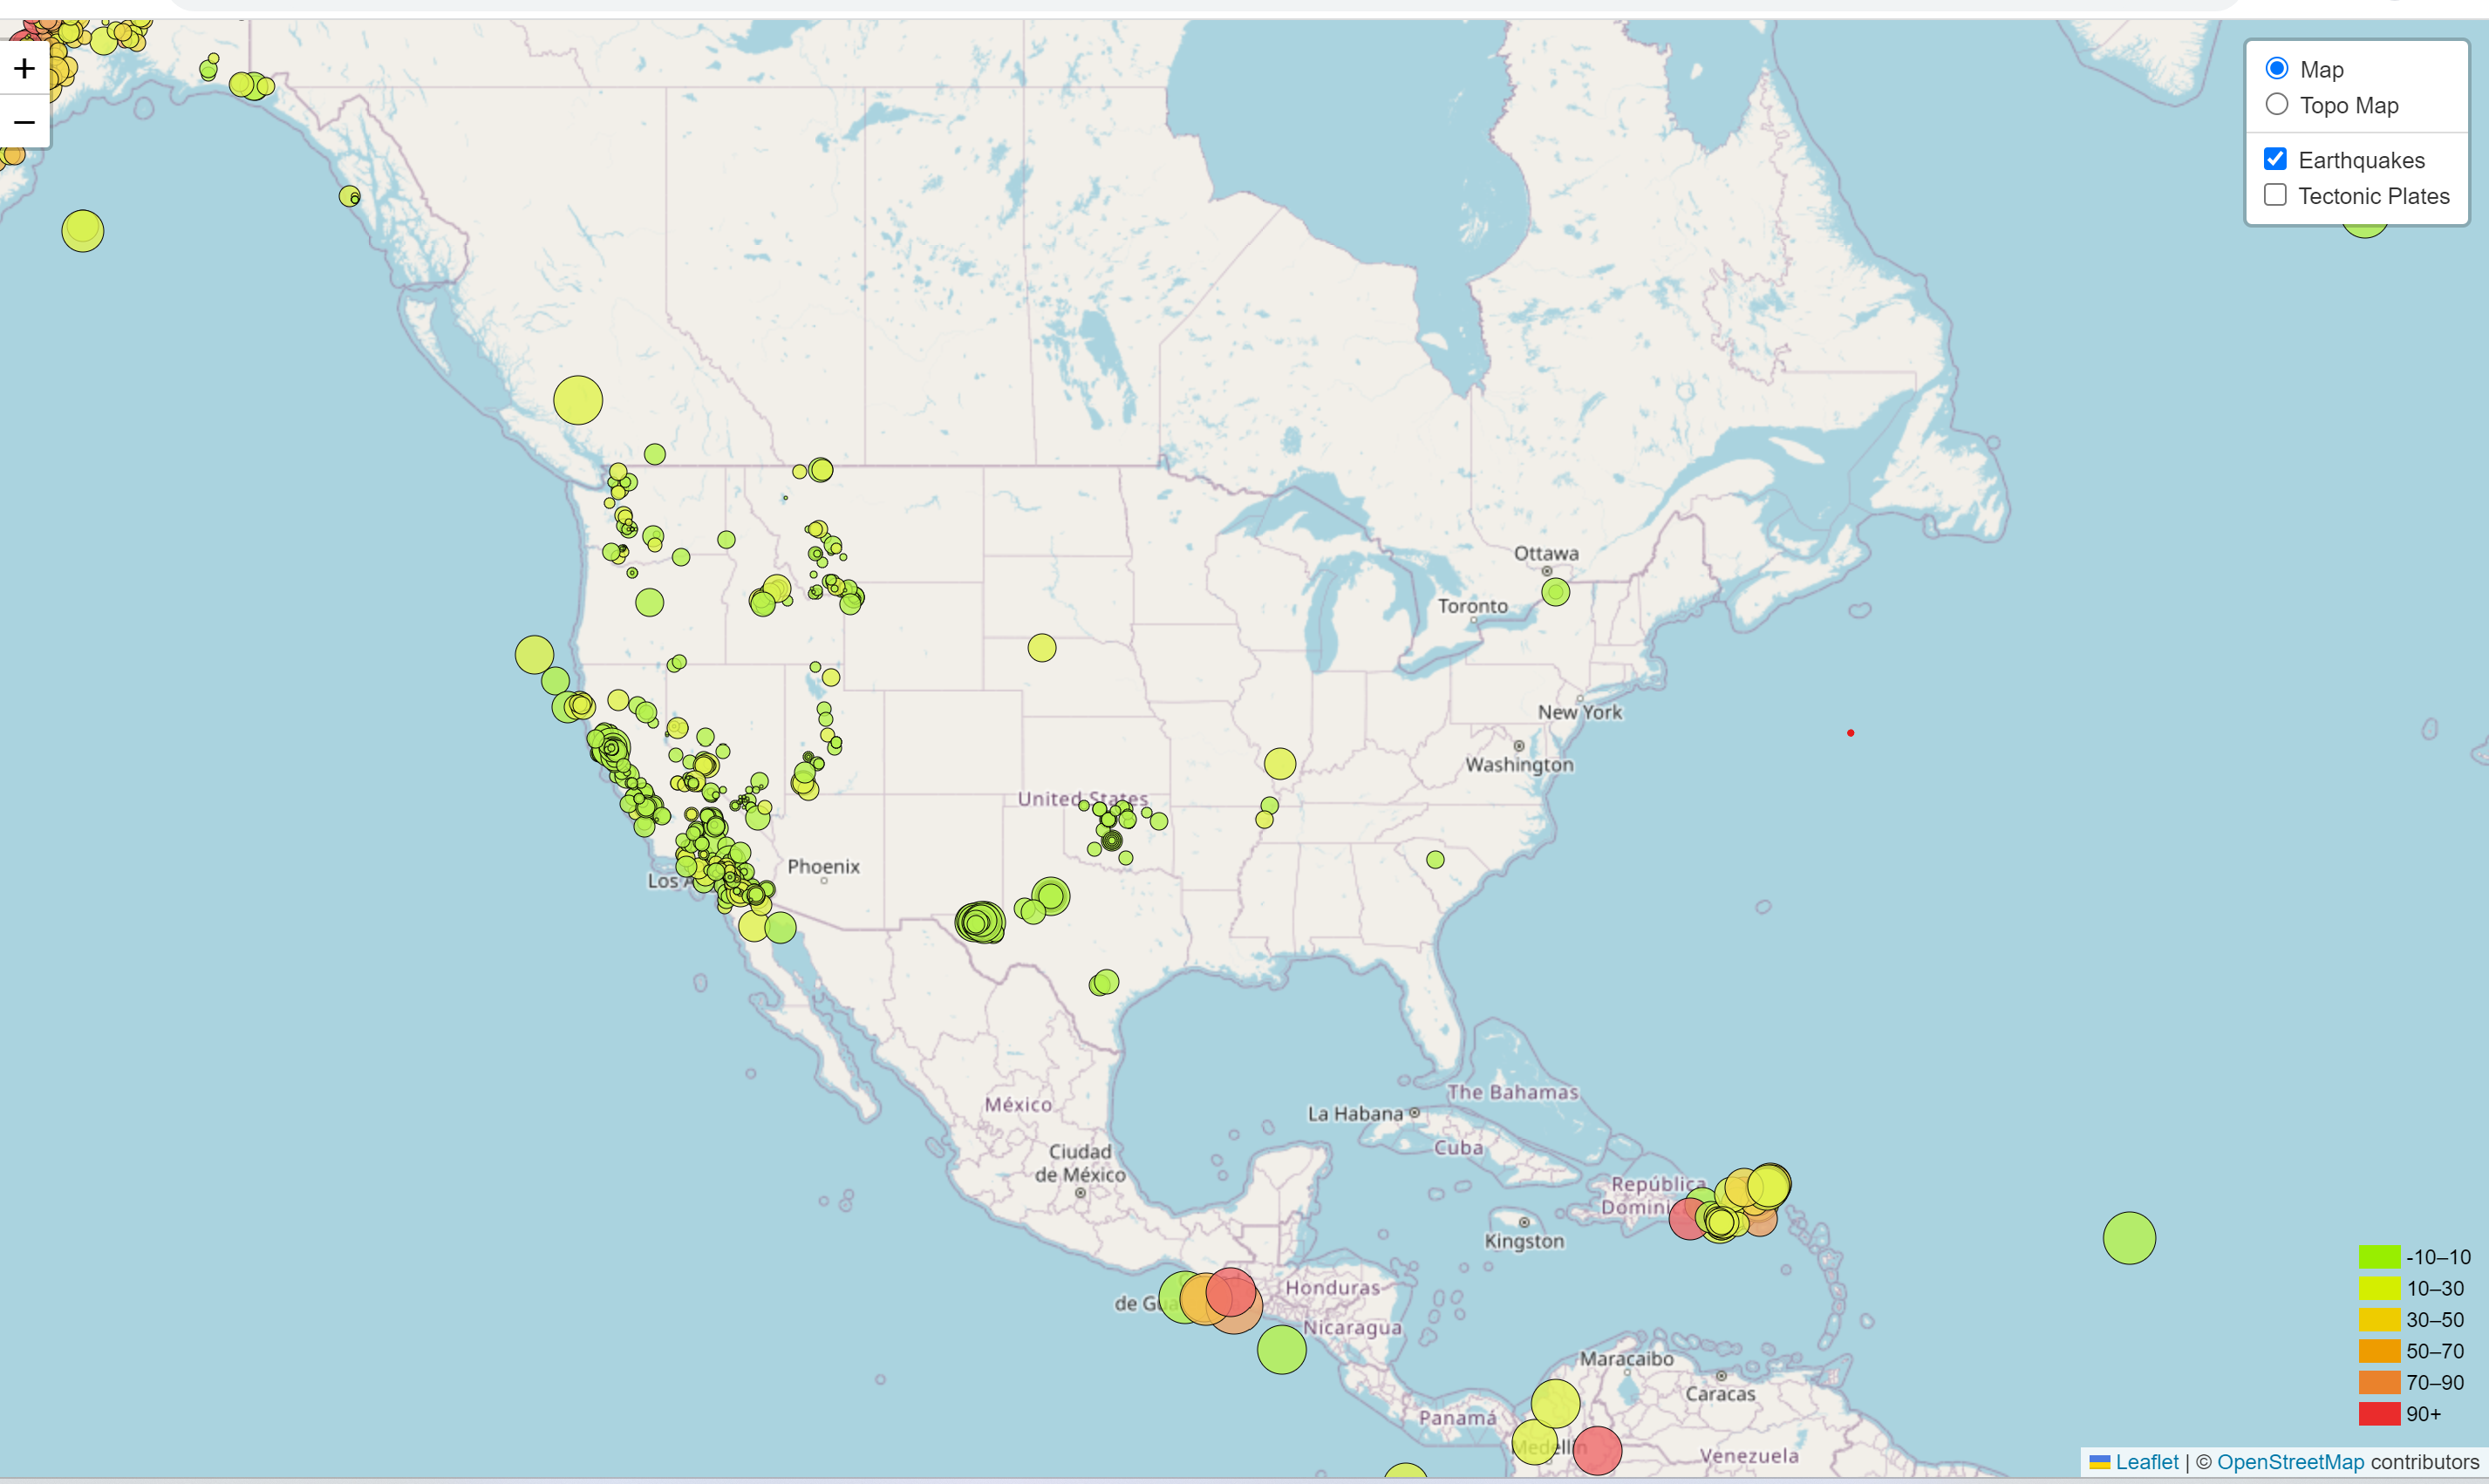 +
−
Map
Topo Map
Earthquakes
Tectonic Plates
Ottawa
Toronto
New York
Washington
United States
Phoenix
Los
México
La Habana
The Bahamas
Cuba
Ciudad
de México
República
Kingston
Honduras
de
Nicaragua
Maracaibo
Caracas
Panamá
Medellín
Venezuela
-10–10
10–30
30–50
50–70
70–90
90+
Leaflet | © OpenStreetMap contributors